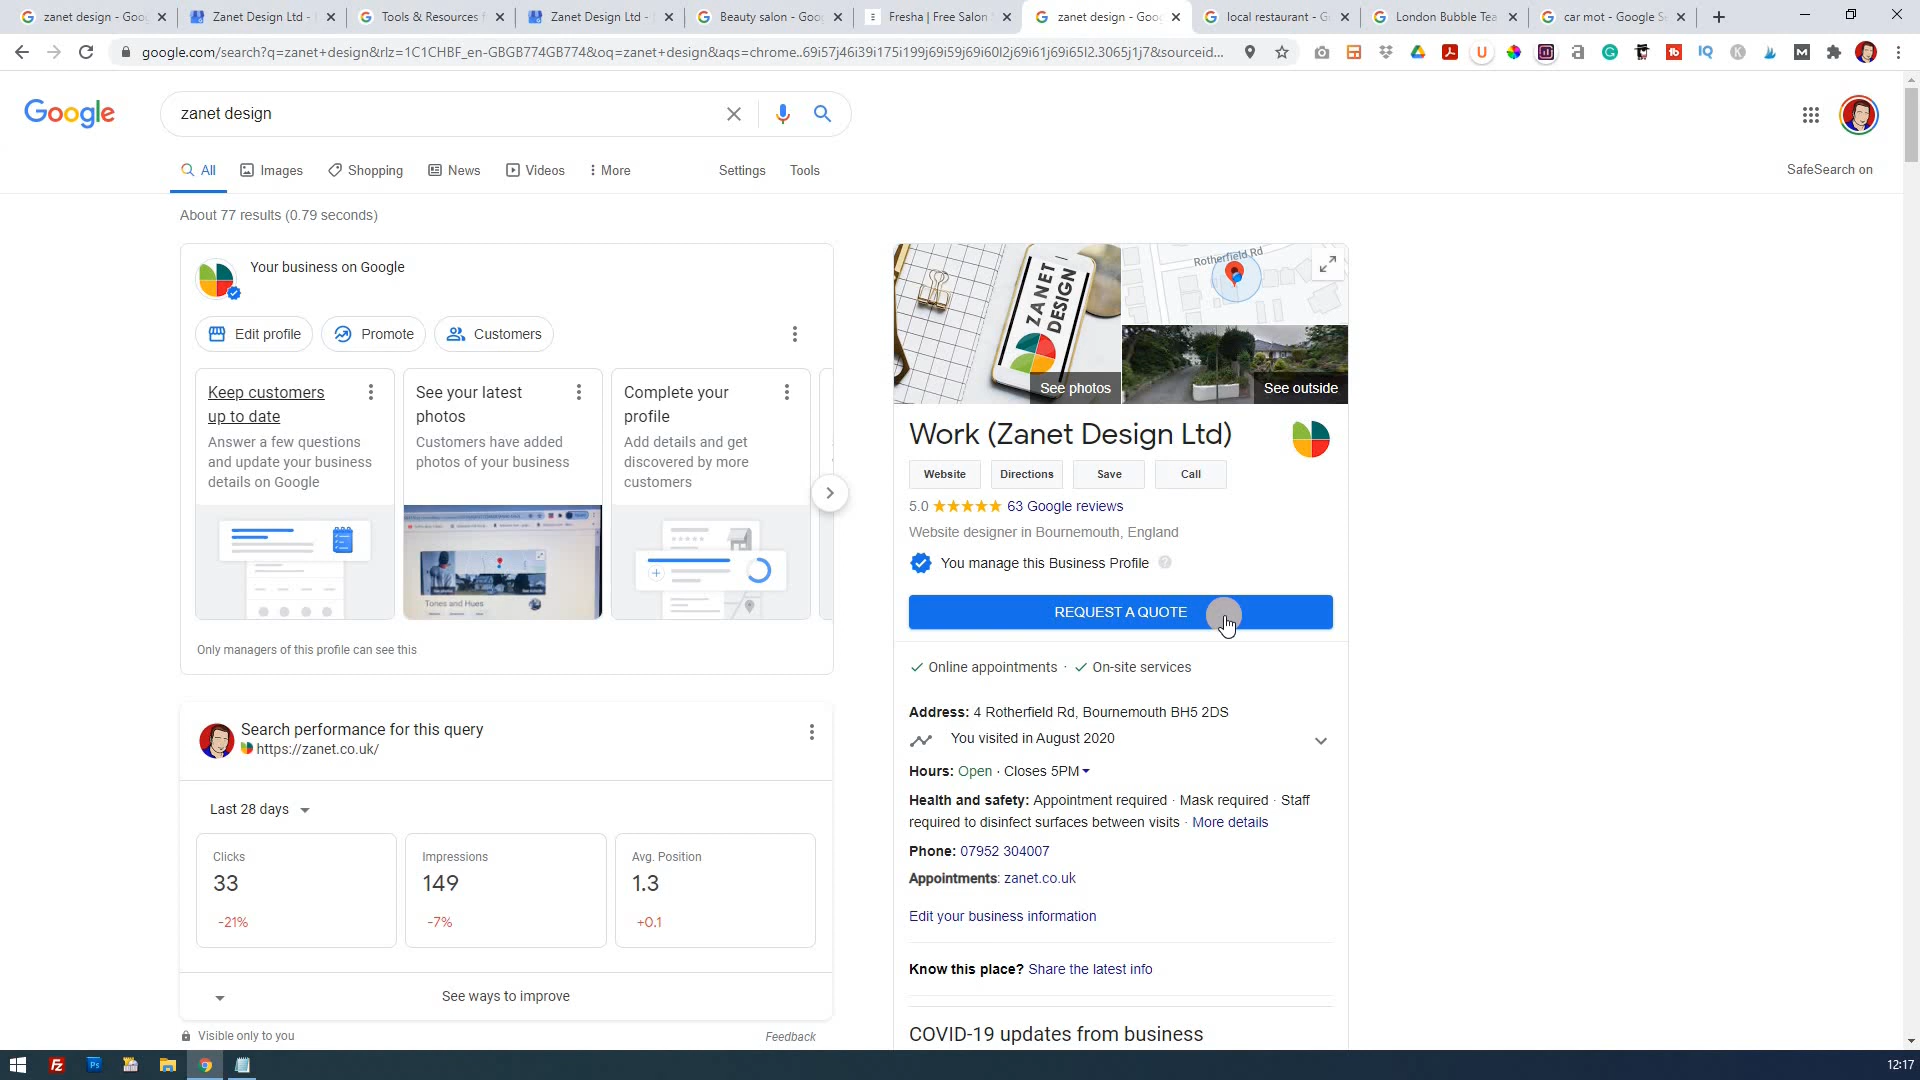 zanet design - Goo
Zanet Design Ltd -
Tools & Resources f
Zanet Design Ltd -
Beauty salon - Goo
Fresha | Free Salon
zanet design - Goo
local restaurant - G
London Bubble Tea
car mot - Google S
google.com/search?q=zanet+design&rlz=1C1CHBF_en-GBGB774GB774&oq=zanet+design&aqs=chrome..69i57j46i39i175i199j69i59j69i60l2j69i61j69i65l2.3065j1j7&sourceid...
Google
zanet design
All
Images
Shopping
News
Videos
More
Settings
Tools
SafeSearch on
About 77 results (0.79 seconds)
Your business on Google
Edit profile
Promote
Customers
Keep customers
up to date
Answer a few questions
and update your business
details on Google
See your latest
photos
Customers have added
photos of your business
Tones and Hues
Complete your
profile
Add details and get
discovered by more
customers
Only managers of this profile can see this
Search performance for this query
https://zanet.co.uk/
Last 28 days
Clicks
33
-21%
Impressions
149
-7%
Avg. Position
1.3
+0.1
See ways to improve
Visible only to you
Feedback
ZANET
DESIGN
See photos
Rotherfield Rd
See outside
Work (Zanet Design Ltd)
Website
Directions
Save
Call
5.0
63 Google reviews
Website designer in Bournemouth, England
You manage this Business Profile
REQUEST A QUOTE
Online appointments · On-site services
Address: 4 Rotherfield Rd, Bournemouth BH5 2DS
You visited in August 2020
Hours: Open · Closes 5PM
Health and safety: Appointment required · Mask required · Staff
required to disinfect surfaces between visits · More details
Phone: 07952 304007
Appointments: zanet.co.uk
Edit your business information
Know this place? Share the latest info
COVID-19 updates from business
12:17